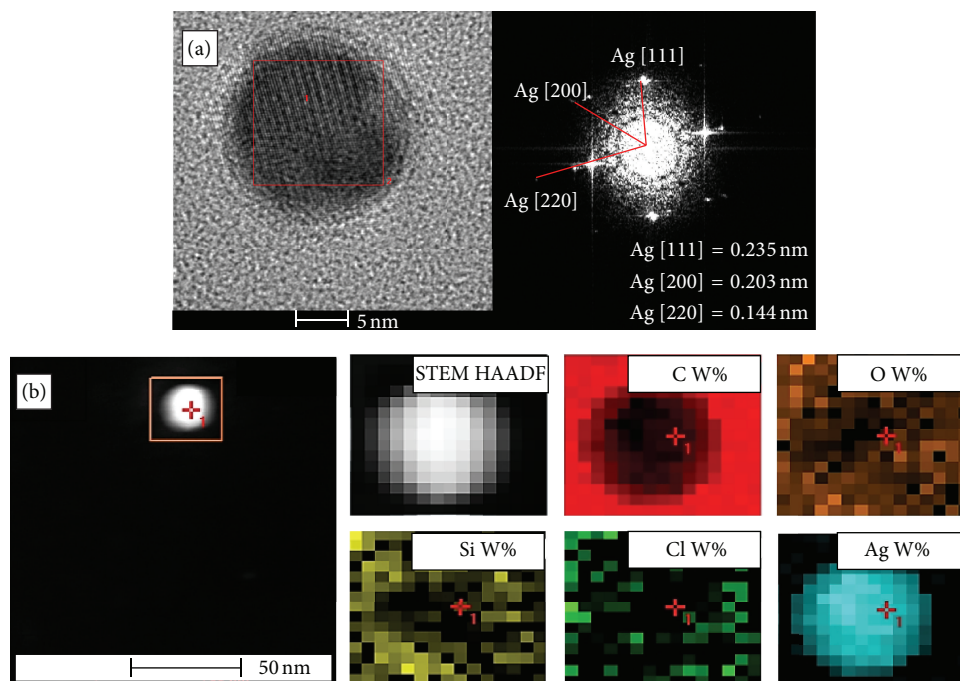 (a)
1
Ag [111]
Ag [200]
Ag [220]
Ag [111] = 0.235 nm
Ag [200] = 0.203 nm
Ag [220] = 0.144 nm
5 nm
(b)
1
50 nm
STEM HAADF
C W%
1
O W%
1
Si W%
1
Cl W%
1
Ag W%
1